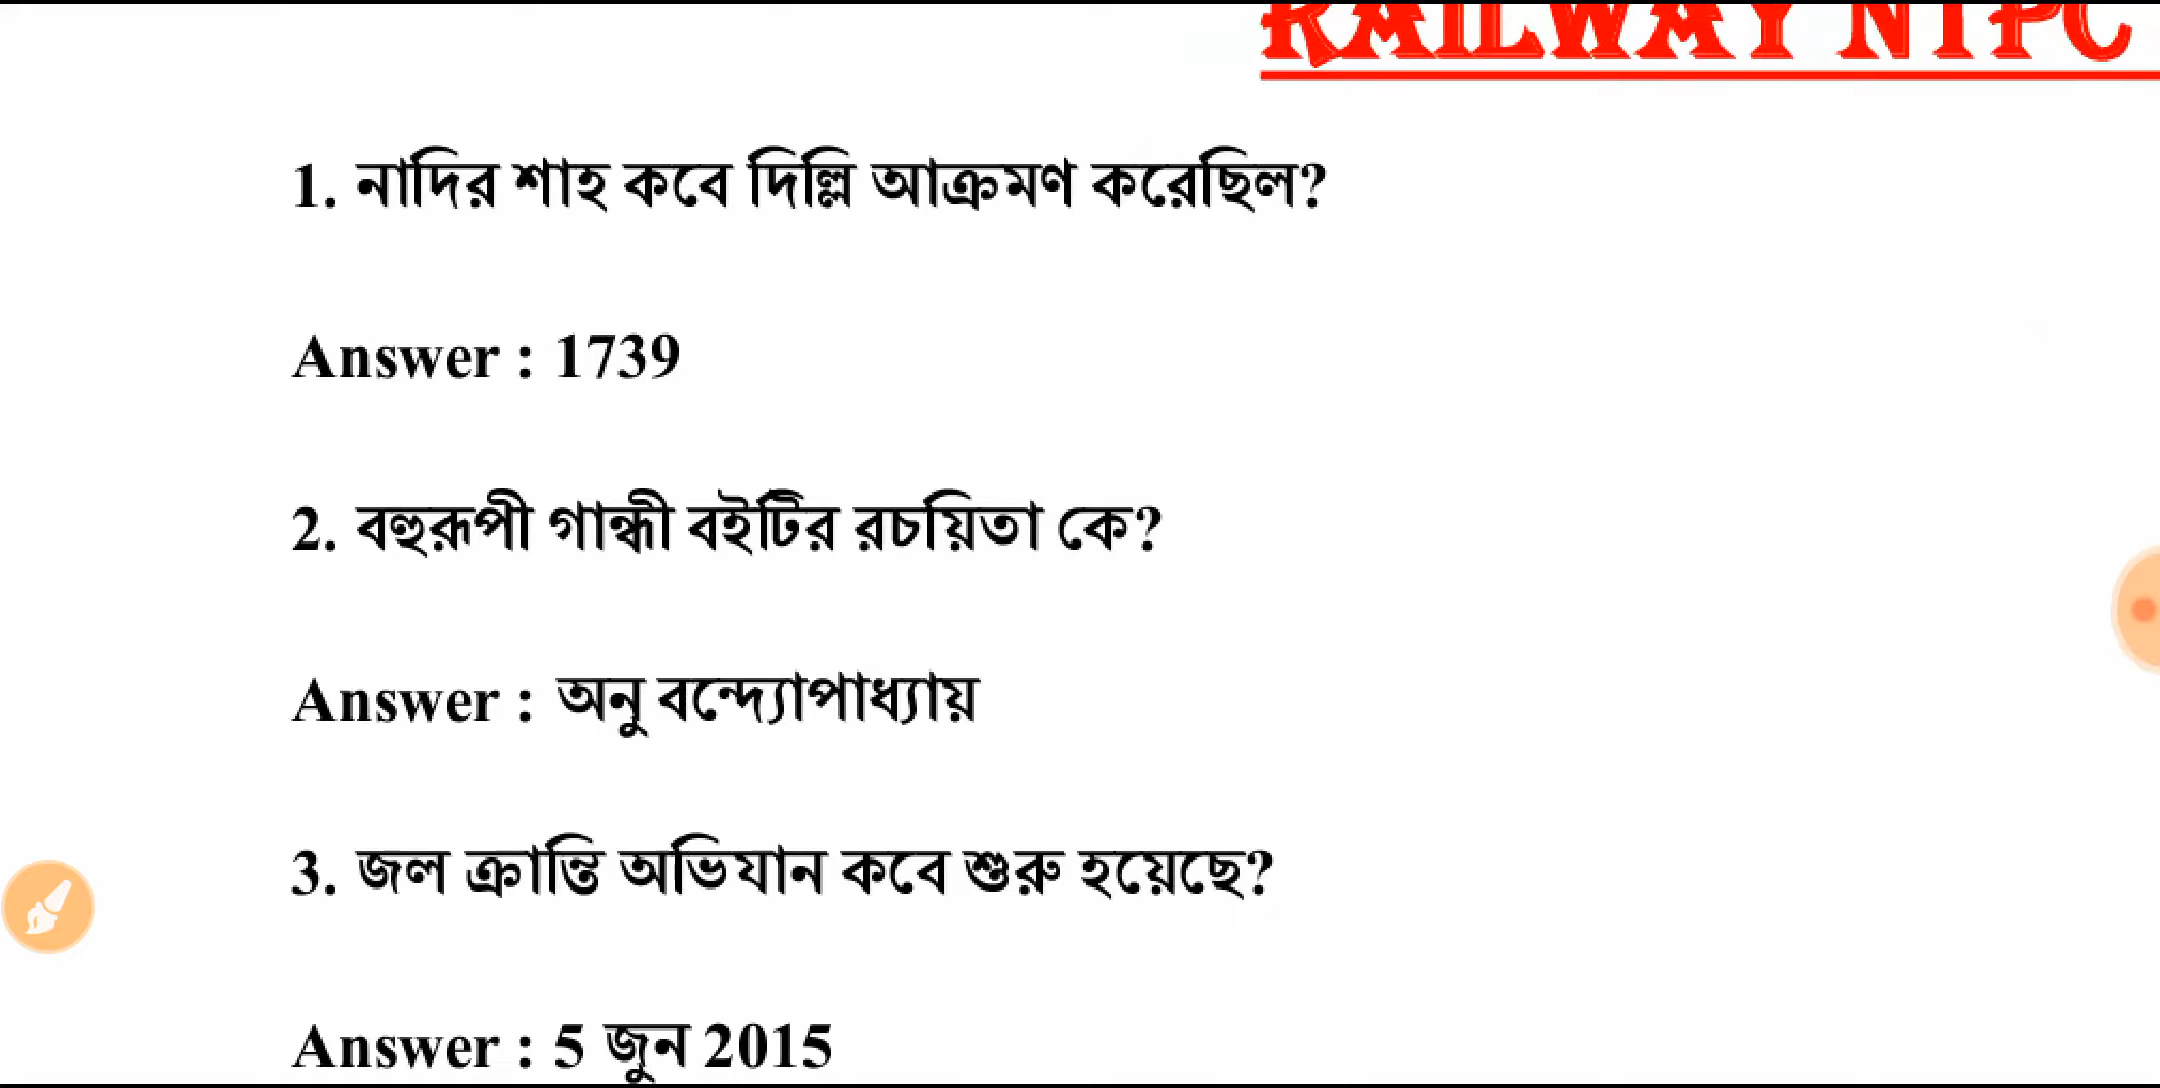 RAILWAY NTPC
1. নাদির শাহ কবে দিল্লি আক্রমণ করেছিল?
Answer : 1739
2. বহুরূপী গান্ধী বইটির রচয়িতা কে?
Answer : অনু বন্দ্যোপাধ্যায়
3. জল ক্রান্তি অভিযান কবে শুরু হয়েছে?
Answer : 5 জুন 2015